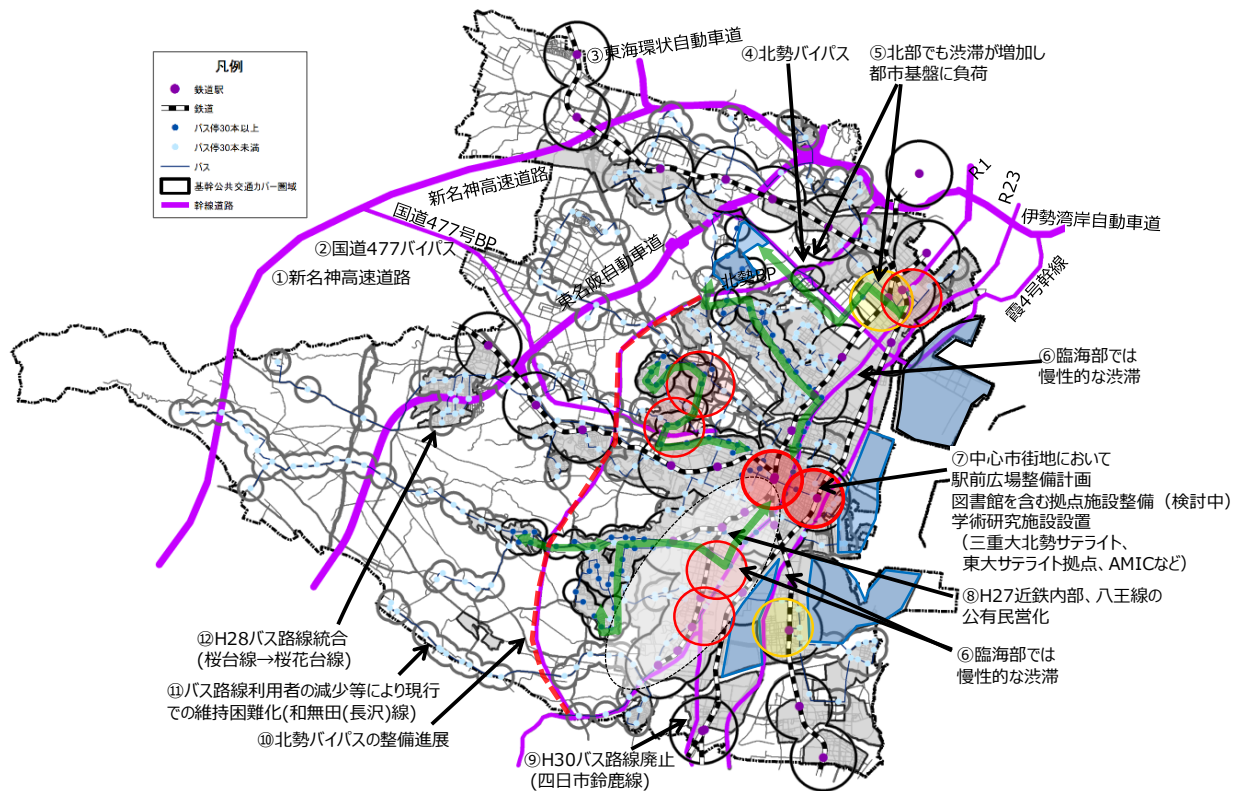 凡例
鉄道駅
鉄道
バス停30本以上
バス停30本未満
バス
基幹公共交通カバー圏域
幹線道路
③東海環状自動車道
④北勢バイパス
⑤北部でも渋滞が増加し
都市基盤に負荷
新名神高速道路
国道477号BP
②国道477バイパス
①新名神高速道路
東名阪自動車道
北勢BP
R1
R23
伊勢湾岸自動車道
霞4号幹線
⑥臨海部では
慢性的な渋滞
⑦中心市街地において
駅前広場整備計画
図書館を含む拠点施設整備（検討中）
学術研究施設設置
（三重大北勢サテライト、
東大サテライト拠点、AMICなど）
⑧H27近鉄内部、八王線の
公有民営化
⑥臨海部では
慢性的な渋滞
⑫H28バス路線統合
(桜台線→桜花台線)
⑪バス路線利用者の減少等により現行
での維持困難化(和無田(長沢)線)
⑩北勢バイパスの整備進展
⑨H30バス路線廃止
(四日市鈴鹿線)